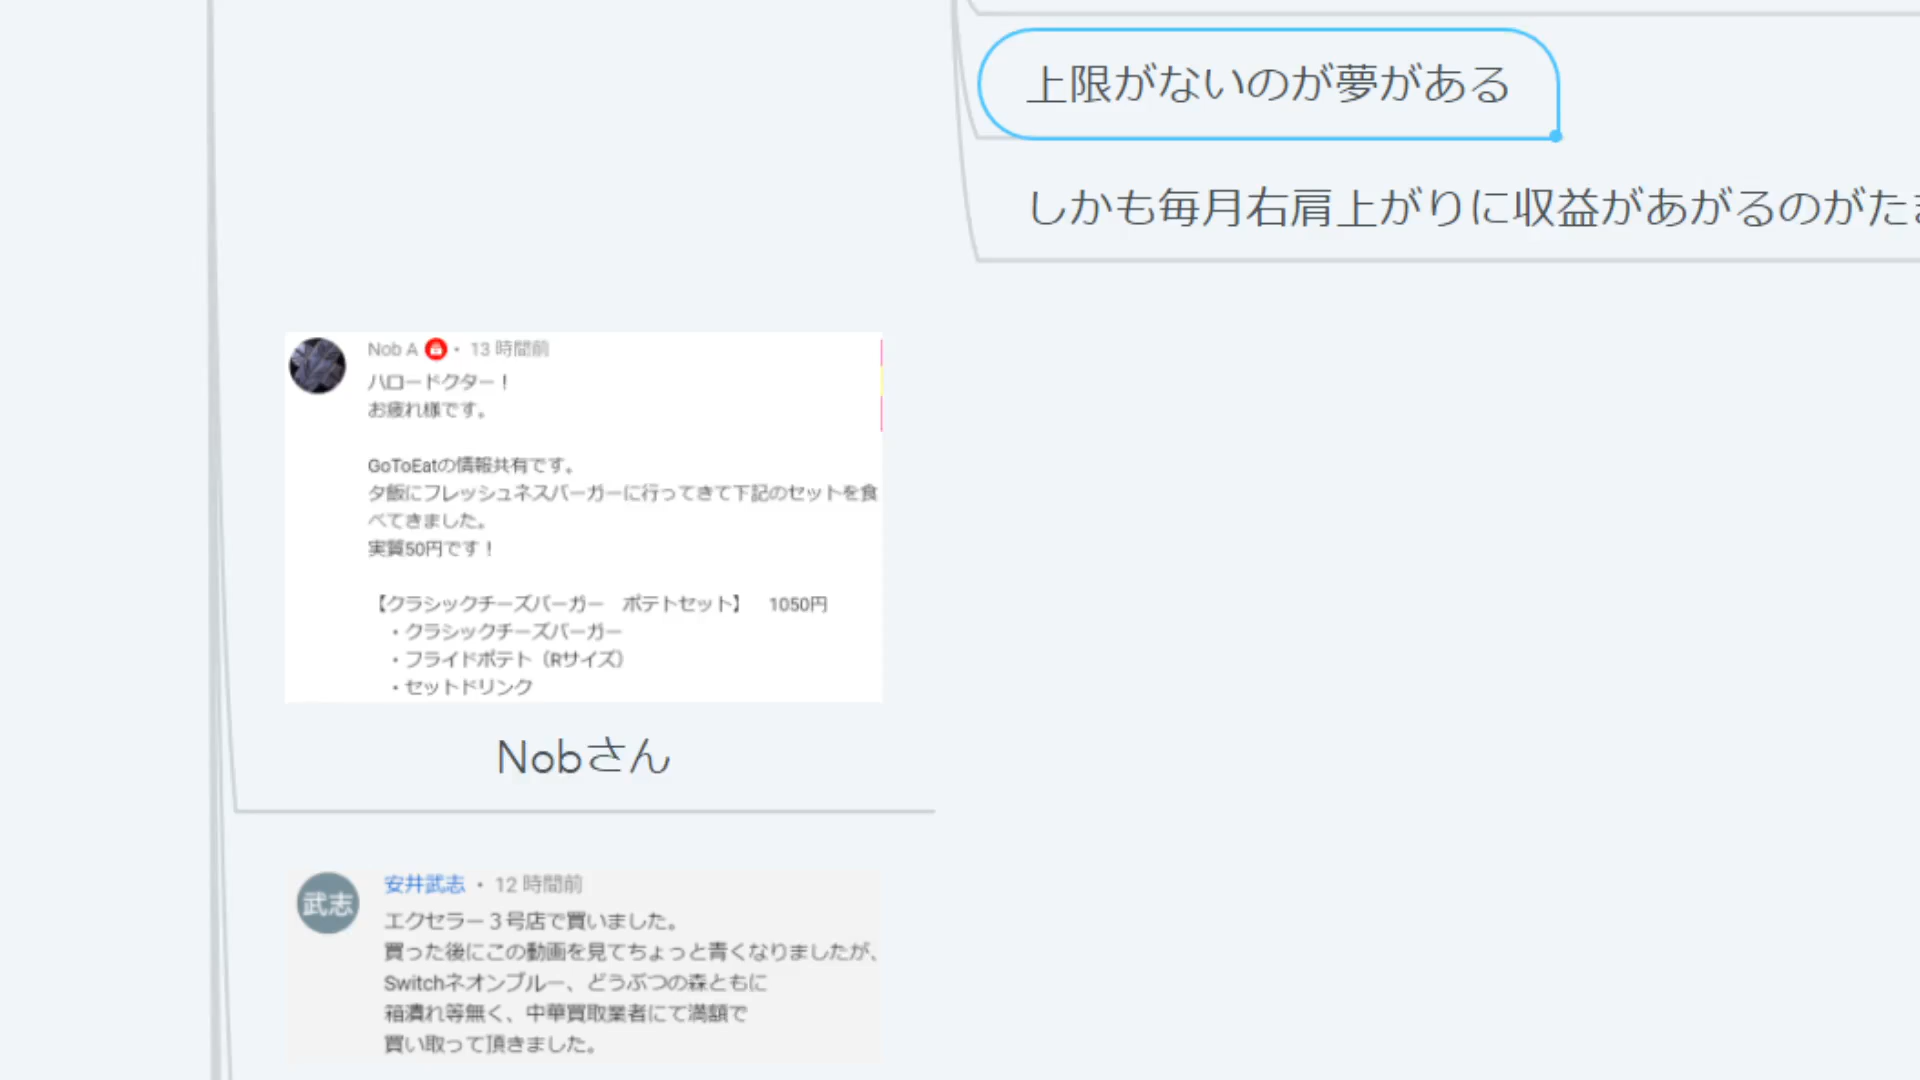 上限がないのが夢がある
しかも毎月右肩上がりに収益があがるのがた
Nob A ・ 13 時間前
ハロードクター！
お疲れ様です。
GoToEatの情報共有です。
夕飯にフレッシュネスバーガーに行ってきて下記のセットを食
べてきました。
実質50円です！
【クラシックチーズバーガー　ポテトセット】　1050円
・クラシックチーズバーガー
・フライドポテト（Rサイズ）
・セットドリンク
Nobさん
武志
安井武志 ・ 12 時間前
エクセラー３号店で買いました。
買った後にこの動画を見てちょっと青くなりましたが、
Switchネオンブルー、どうぶつの森ともに
箱潰れ等無く、中華買取業者にて満額で
買い取って頂きました。